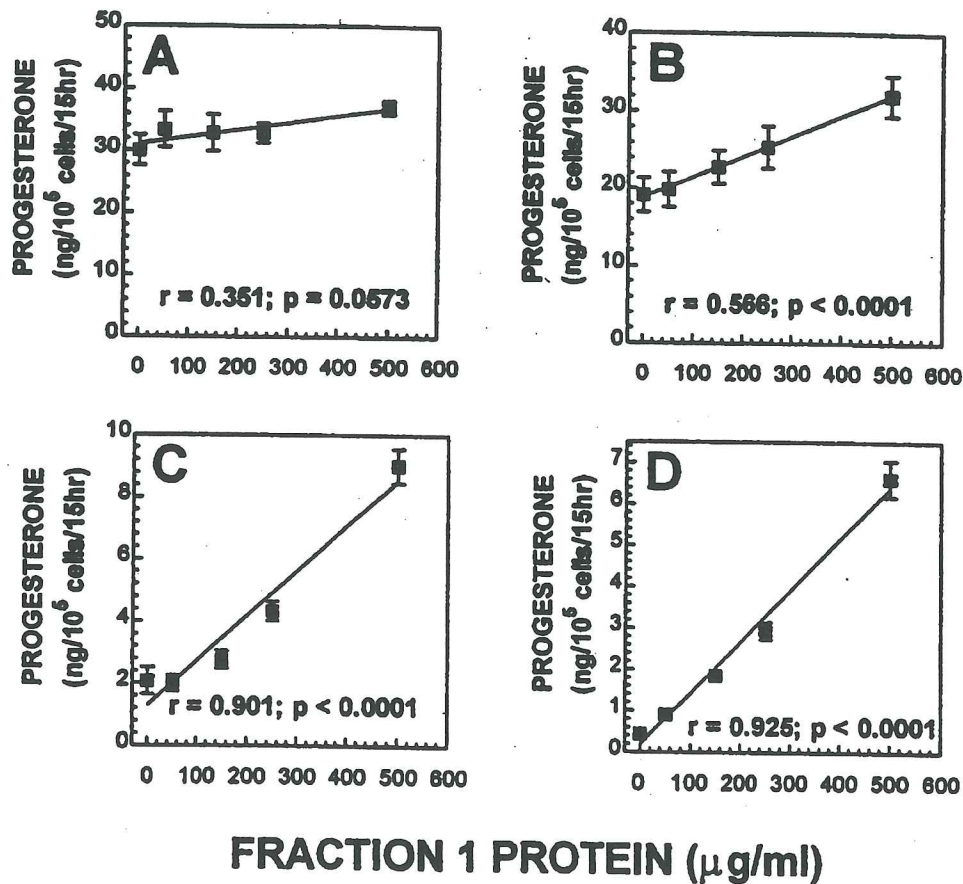 A
PROGESTERONE
(ng/10⁵ cells/15hr)
50
40
30
20
10
0
r = 0.351; p = 0.0573
0 100 200 300 400 500 600
B
PROGESTERONE
(ng/10⁵ cells/15hr)
40
30
20
10
0
r = 0.566; p < 0.0001
0 100 200 300 400 500 600
C
PROGESTERONE
(ng/10⁵ cells/15hr)
10
8
6
4
2
0
r = 0.901; p < 0.0001
0 100 200 300 400 500 600
D
PROGESTERONE
(ng/10⁵ cells/15hr)
7
6
5
4
3
2
1
0
r = 0.925; p < 0.0001
0 100 200 300 400 500 600
FRACTION 1 PROTEIN (μg/ml)